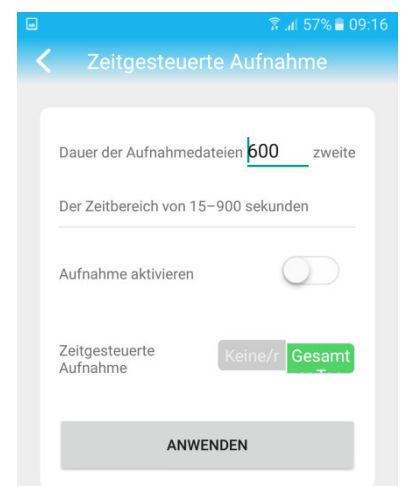 57% 09:16
Zeitgesteuerte Aufnahme
Dauer der Aufnahmedateien 600 zweite
Der Zeitbereich von 15-900 sekunden
Aufnahme aktivieren
Zeitgesteuerte
Aufnahme
Keine/r Gesamt
ANWENDEN